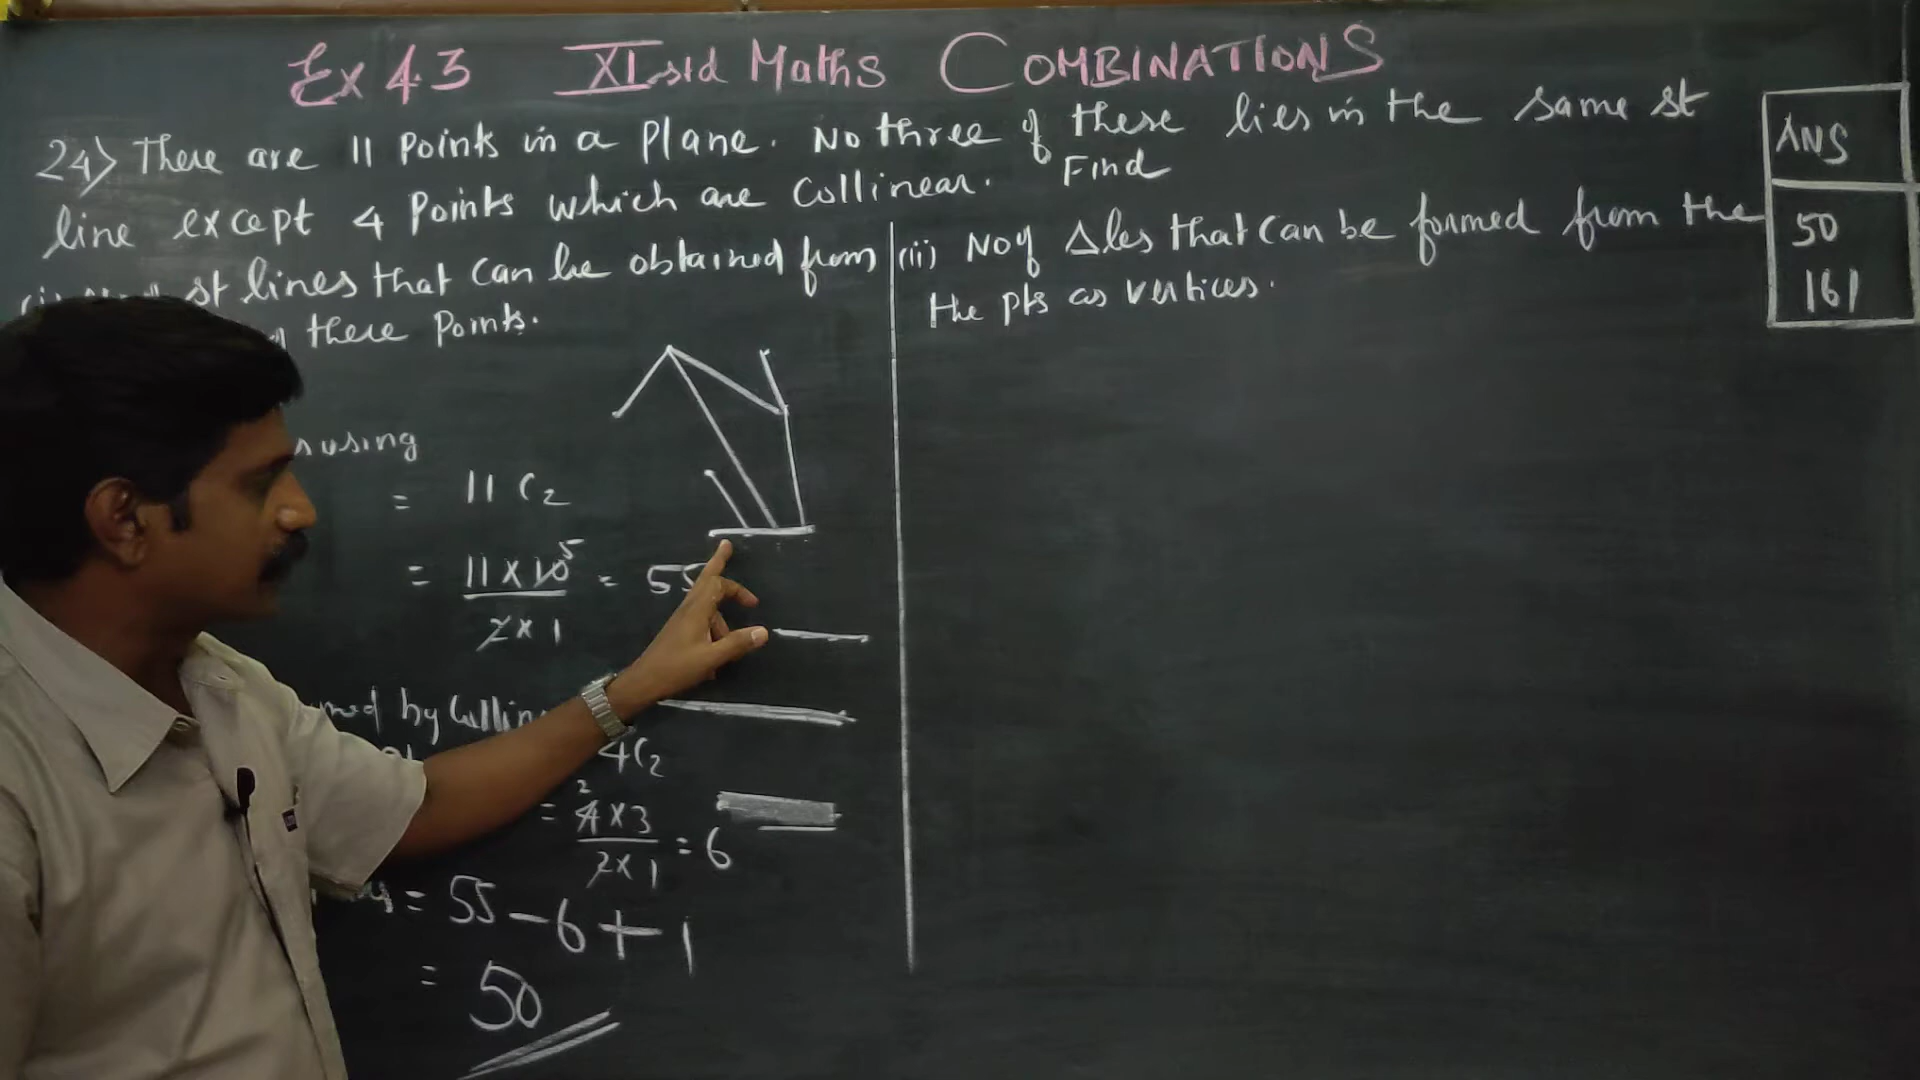 Ex 4.3 XI std Maths COMBINATIONS
24) There are 11 points in a plane. No three of these lies in the same st
line except 4 points which are collinear. Find
st lines that can be obtained from
these points.
using
= 11 C2
= 11 x 10 5 = 55
2 x 1
by
4C2
2
= 4 x 3 = 6
2 x 1
= 55 - 6 + 1
= 50
(ii) No of Δles that can be formed from the
the pts as vertices.
ANS
50
161